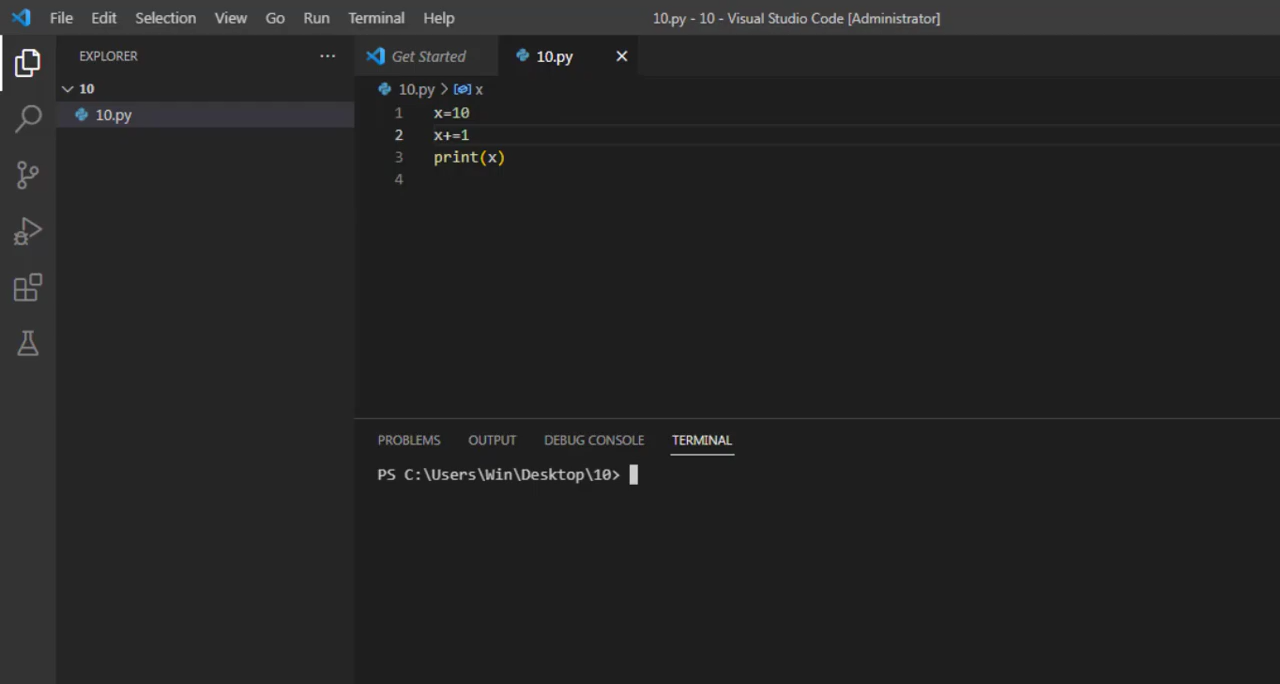 File Edit Selection View Go Run Terminal Help
10.py - 10 - Visual Studio Code [Administrator]
EXPLORER
10
10.py
Get Started
10.py
10.py > x
1 x=10
2 x+=1
3 print(x)
4
PROBLEMS OUTPUT DEBUG CONSOLE TERMINAL
PS C:\Users\Win\Desktop\10>